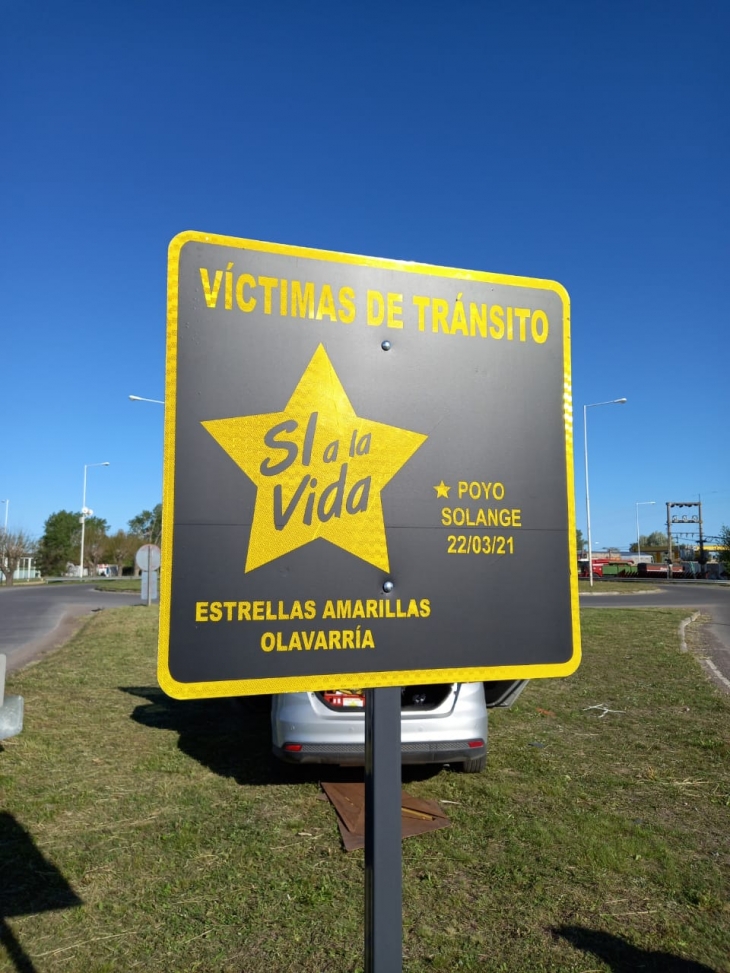 VÍCTIMAS DE TRÁNSITO
SI a la
Vida
POYO
SOLANGE
22/03/21
ESTRELLAS AMARILLAS
OLAVARRÍA